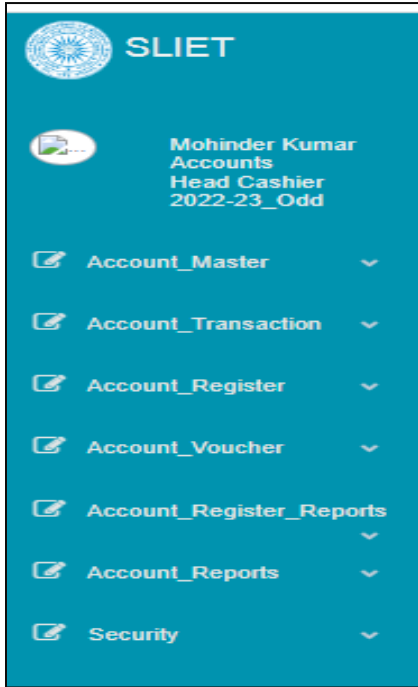 SLIET
Mohinder Kumar
Accounts
Head Cashier
2022-23_Odd
Account_Master
Account_Transaction
Account_Register
Account_Voucher
Account_Register_Reports
Account_Reports
Security